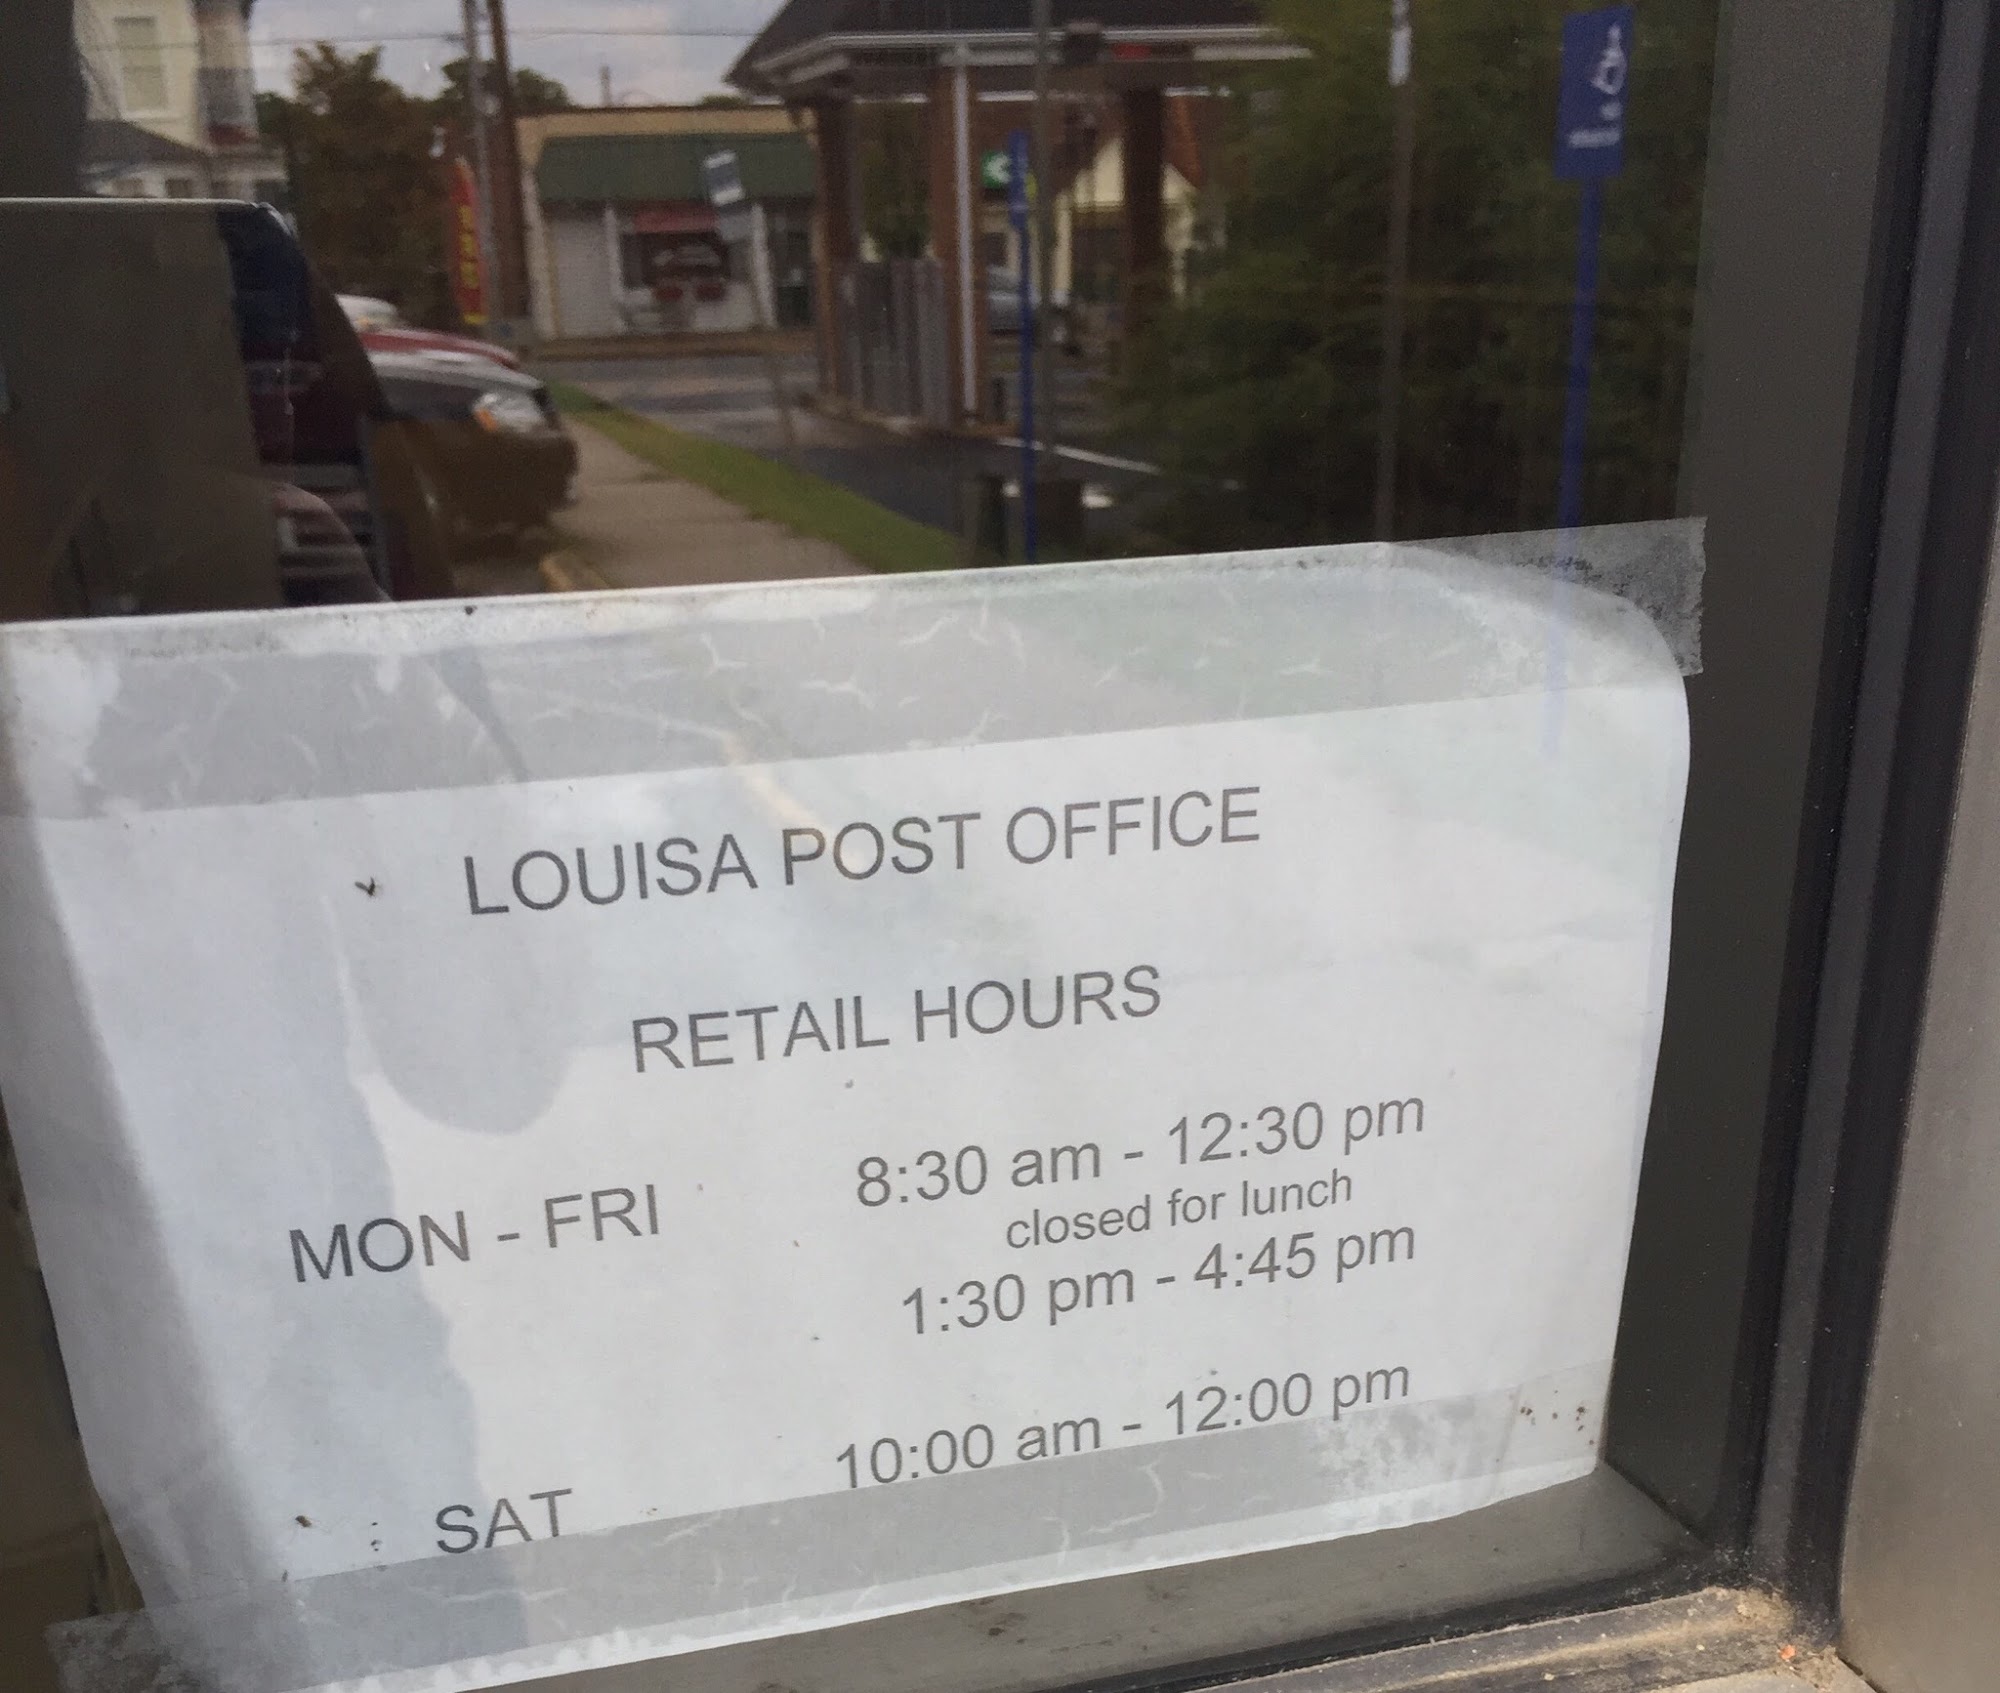 LOUISA POST OFFICE
RETAIL HOURS
MON - FRI 8:30 am - 12:30 pm
closed for lunch
1:30 pm - 4:45 pm
SAT 10:00 am - 12:00 pm